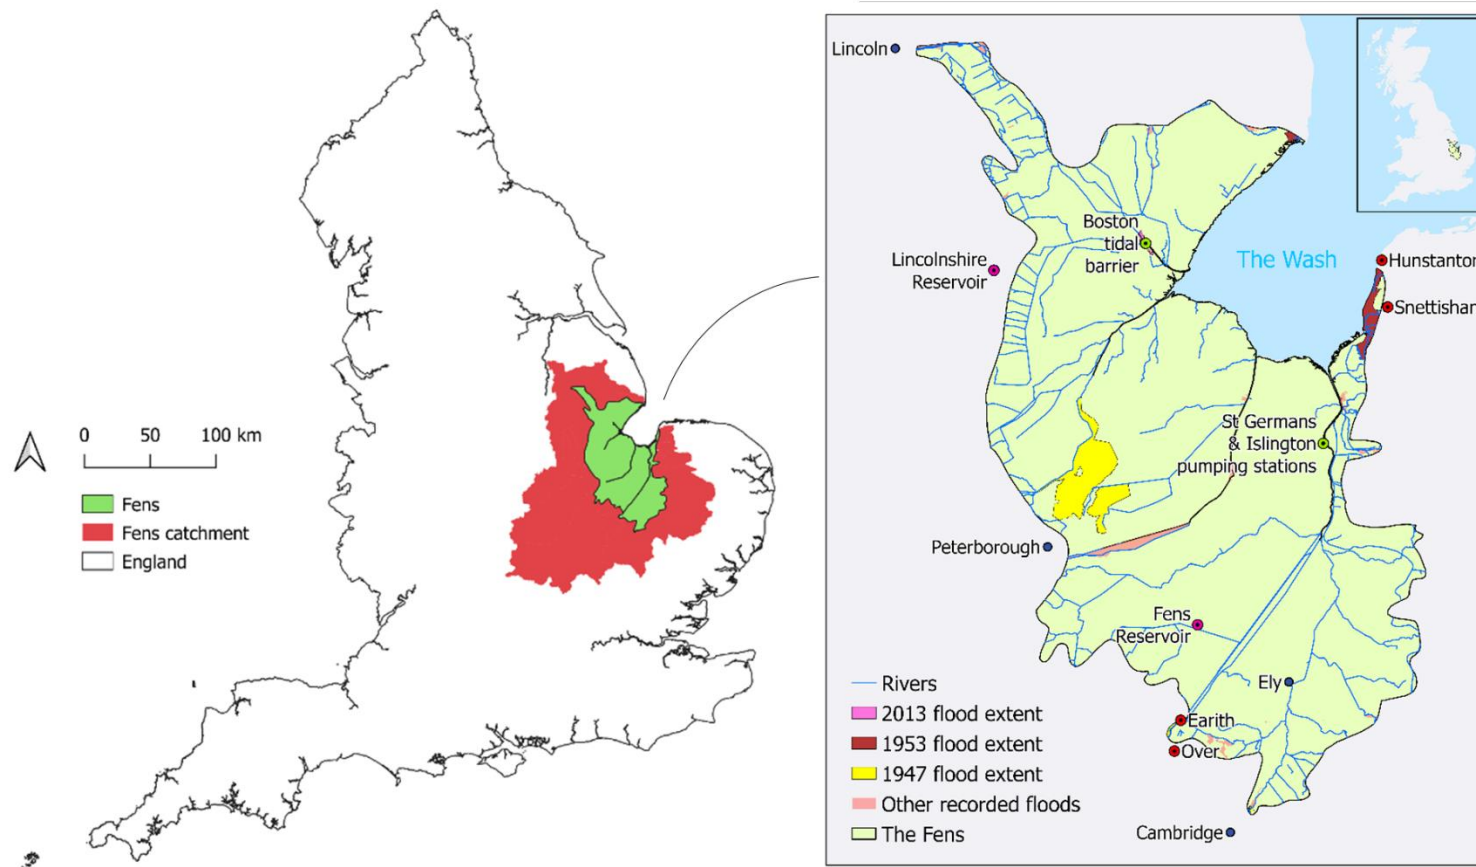 0 50 100 km
Fens
Fens catchment
England
Lincoln
Boston
tidal
barrier
The Wash
Lincolnshire
Reservoir
Hunstanton
Snettishar
St Germans
& Islington
pumping stations
Peterborough
Fens
Reservoir
Ely
Earith
Over
Cambridge
Rivers
2013 flood extent
1953 flood extent
1947 flood extent
Other recorded floods
The Fens